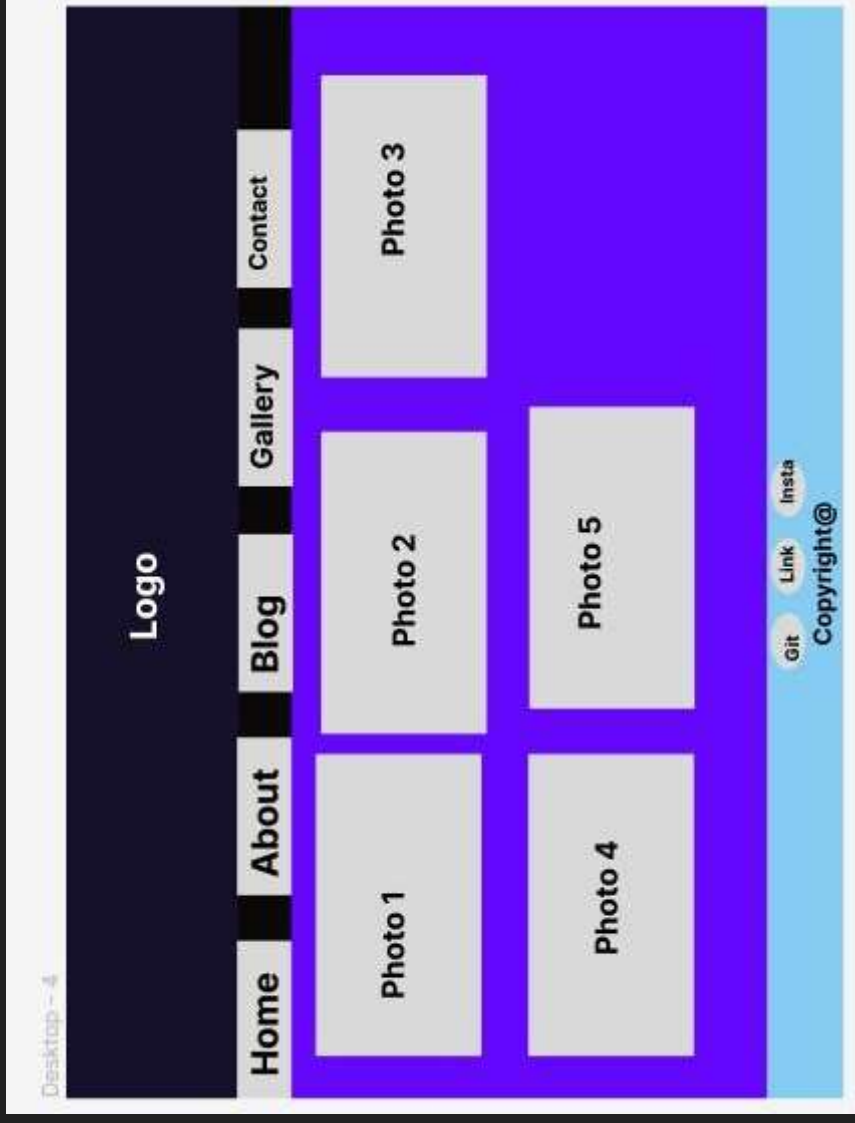 Desktop - 4
Logo
Home About Blog Gallery Contact
Photo 1 Photo 2 Photo 3
Photo 4 Photo 5
Git Link Insta
Copyright@